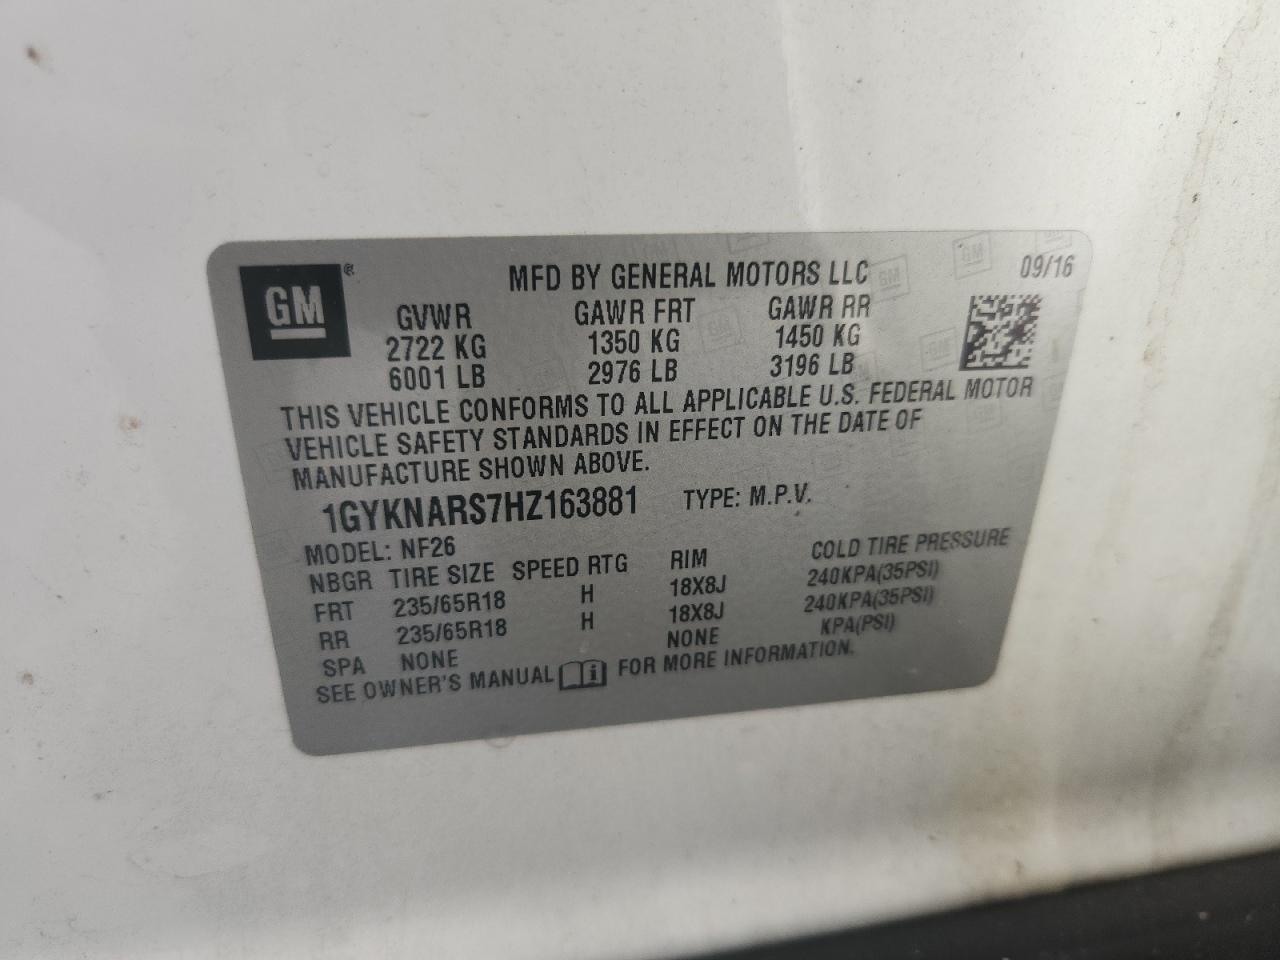 GM®
MFD BY GENERAL MOTORS LLC
09/16
GVWR GAWR FRT GAWR RR
2722 KG 1350 KG 1450 KG
6001 LB 2976 LB 3196 LB
THIS VEHICLE CONFORMS TO ALL APPLICABLE U.S. FEDERAL MOTOR
VEHICLE SAFETY STANDARDS IN EFFECT ON THE DATE OF
MANUFACTURE SHOWN ABOVE.
1GYKNARS7HZ163881 TYPE: M.P.V.
MODEL: NF26
NBGR TIRE SIZE SPEED RTG RIM COLD TIRE PRESSURE
FRT 235/65R18 H 18X8J 240KPA(35PSI)
RR 235/65R18 H 18X8J 240KPA(35PSI)
SPA NONE NONE KPA(PSI)
SEE OWNER'S MANUAL i FOR MORE INFORMATION.